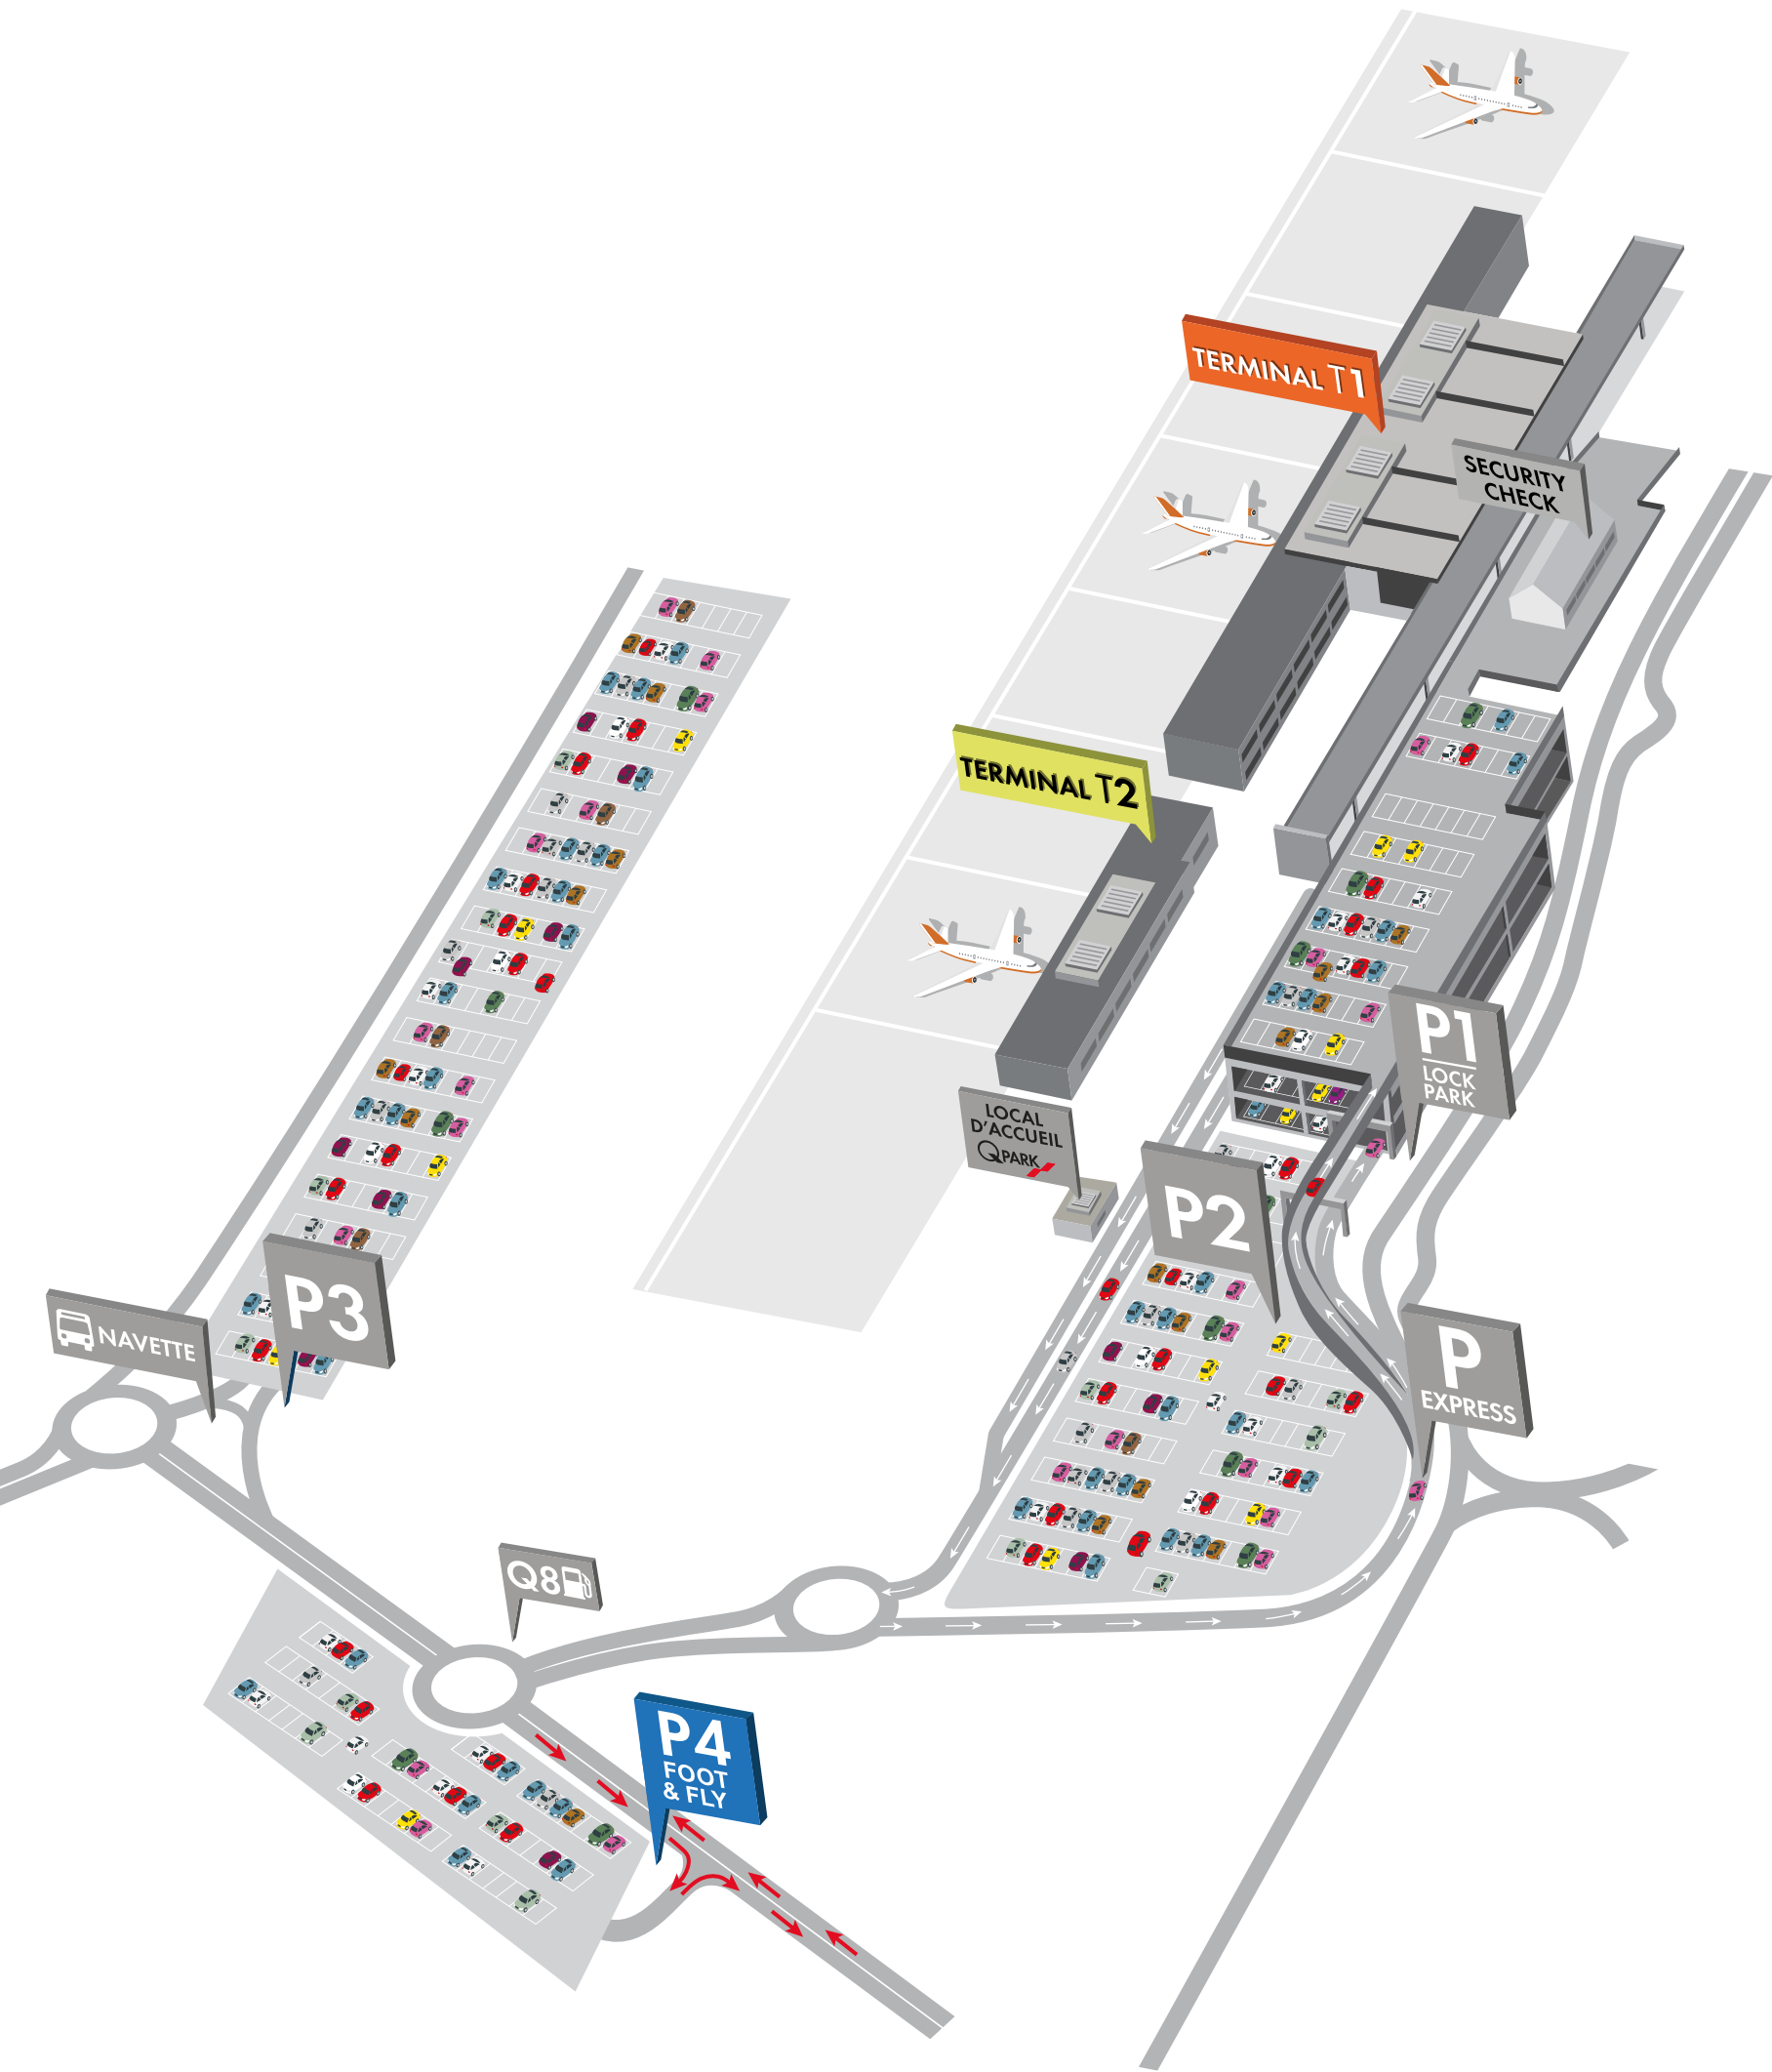 TERMINAL T1
SECURITY
CHECK
TERMINAL T2
P1
LOCK
PARK
LOCAL
D'ACCUEIL
Q PARK
P2
P3
NAVETTE
P
EXPRESS
Q8
P4
FOOT
& FLY